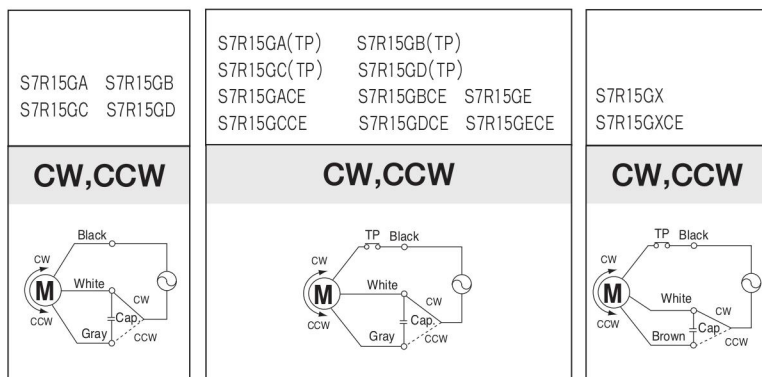 S7R15GA S7R15GB
S7R15GC S7R15GD
CW,CCW
Black
CW
White
M
CW
Cap
CCW
CCW
Gray
S7R15GA(TP) S7R15GB(TP)
S7R15GC(TP) S7R15GD(TP)
S7R15GACE S7R15GBCE S7R15GE
S7R15GCCE S7R15GDCE S7R15GECE
CW,CCW
TP Black
CW
White
M
CW
Cap
CCW
CCW
Gray
S7R15GX
S7R15GXCE
CW,CCW
TP Black
CW
M
White
CW
CCW
Cap
CCW
Brown